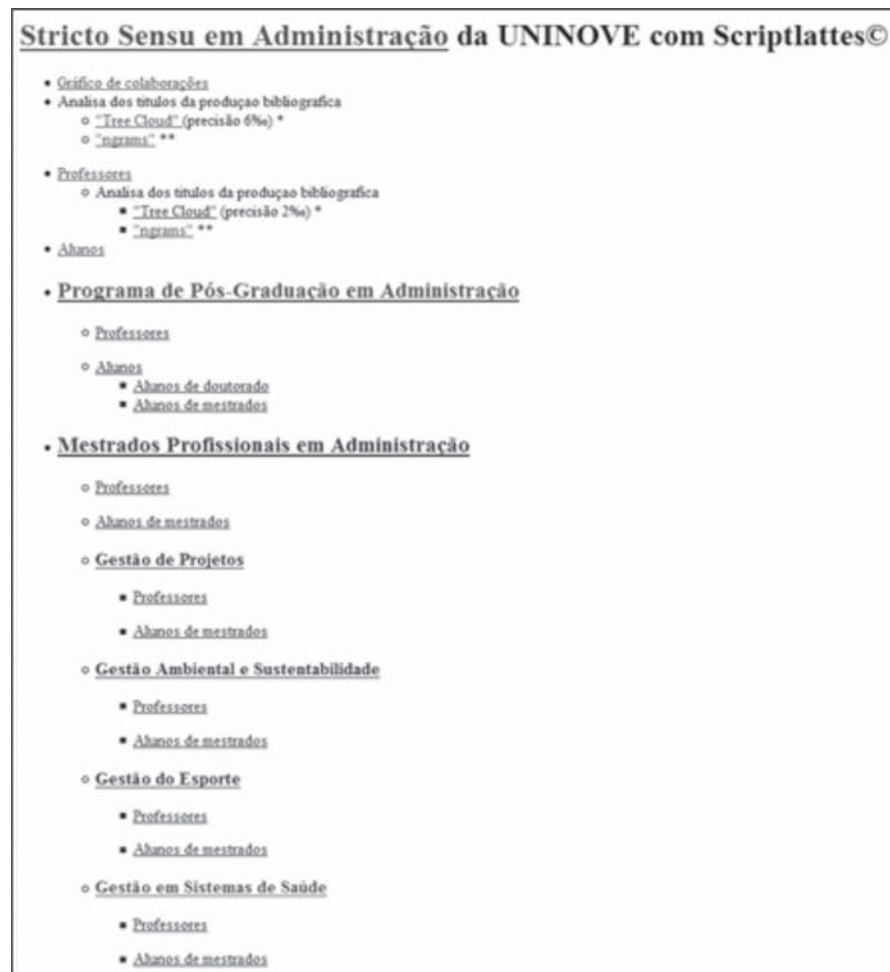 Stricto Sensu em Administração da UNINOVE com Scriptlattes©
• Gráfico de colaborações
• Analisa dos titulos da produçao bibliografica
○ "Tree Cloud" (precisão 6‰) *
○ "ngrams" **
• Professores
○ Analisa dos titulos da produçao bibliografica
▪ "Tree Cloud" (precisão 2‰) *
▪ "ngrams" **
• Alunos
• Programa de Pós-Graduação em Administração
○ Professores
○ Alunos
▪ Alunos de doutorado
▪ Alunos de mestrados
• Mestrados Profissionais em Administração
○ Professores
○ Alunos de mestrados
○ Gestão de Projetos
▪ Professores
▪ Alunos de mestrados
○ Gestão Ambiental e Sustentabilidade
▪ Professores
▪ Alunos de mestrados
○ Gestão do Esporte
▪ Professores
▪ Alunos de mestrados
○ Gestão em Sistemas de Saúde
▪ Professores
▪ Alunos de mestrados